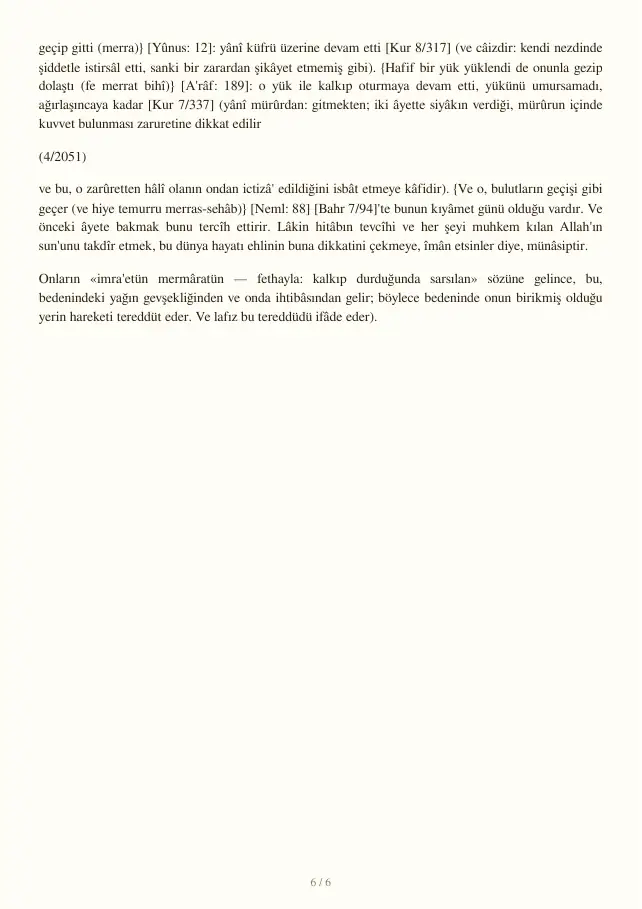 geçip gitti (merra)} [Yûnus: 12]: yânî küfrü üzerine devam etti [Kur 8/317] (ve câizdir: kendi nezdinde
şiddetle istirsâl etti, sanki bir zarardan şikâyet etmemiş gibi). {Hafif bir yük yüklendi de onunla gezip
dolaştı (fe merrat bihî)} [A'râf: 189]: o yük ile kalkıp oturmaya devam etti, yükünü umursamadı,
ağırlaşıncaya kadar [Kur 7/337] (yânî mürûrdan: gitmekten; iki âyette siyâkın verdiği, mürûrun içinde
kuvvet bulunması zaruretine dikkat edilir
(4/2051)
ve bu, o zarûretten hâlî olanın ondan ictizâ' edildiğini isbât etmeye kâfidir). {Ve o, bulutların geçişi gibi
geçer (ve hiye temurru merras-sehâb)} [Neml: 88] [Bahr 7/94]'te bunun kıyâmet günü olduğu vardır. Ve
önceki âyete bakmak bunu tercîh ettirir. Lâkin hitâbın tevcîhi ve her şeyi muhkem kılan Allah'ın
sun'unu takdîr etmek, bu dünya hayatı ehlinin buna dikkatini çekmeye, îmân etsinler diye, münâsiptir.
Onların «imra'etün mermâratün — fethayla: kalkıp durduğunda sarsılan» sözüne gelince, bu,
bedenindeki yağın gevşekliğinden ve onda ihtibâsından gelir; böylece bedeninde onun birikmiş olduğu
yerin hareketi tereddüt eder. Ve lafız bu tereddüdü ifâde eder).
6 / 6